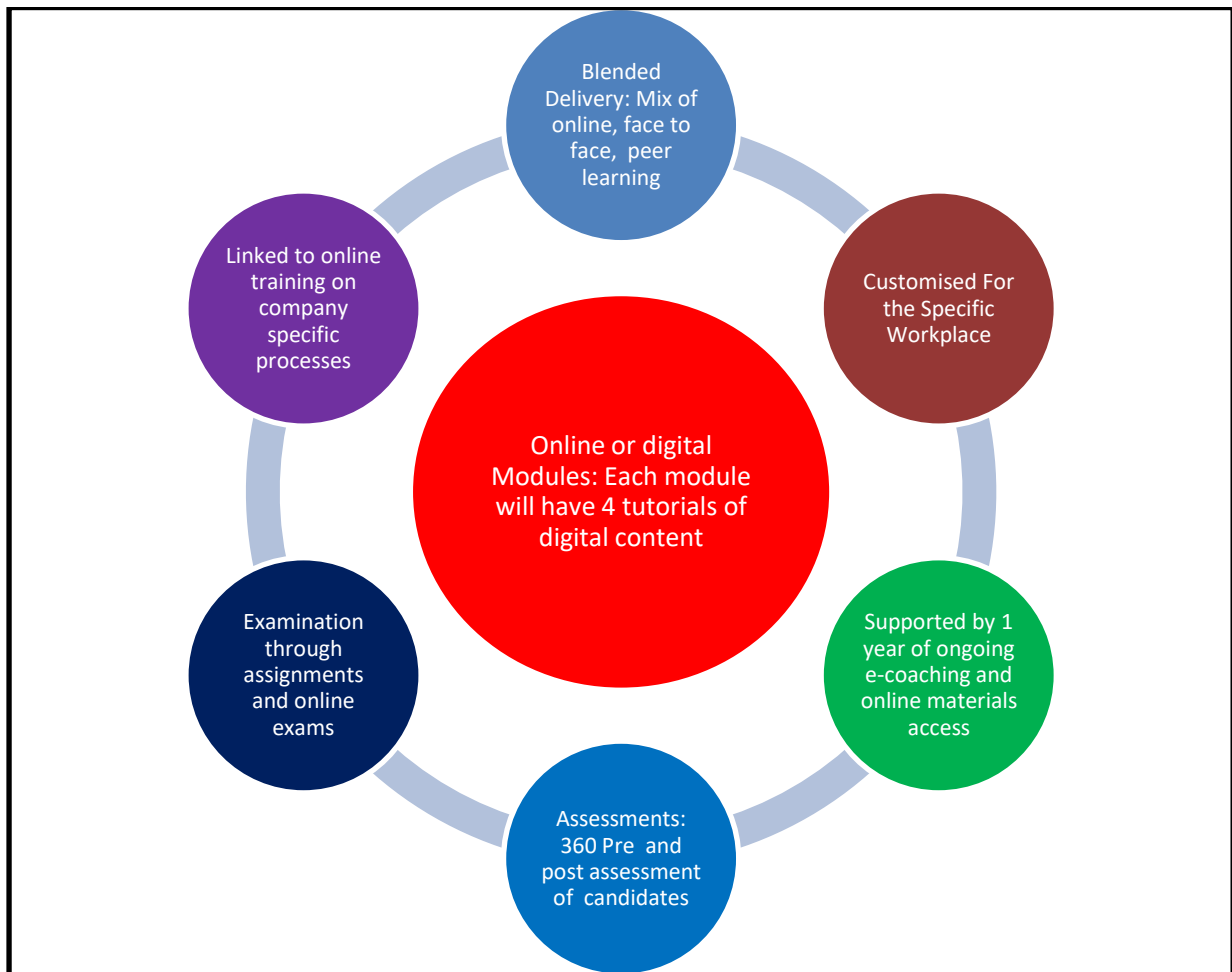 Blended
Delivery: Mix of
online, face to
face, peer
learning
Customised For
the Specific
Workplace
Supported by 1
year of ongoing
e-coaching and
online materials
access
Assessments:
360 Pre and
post assessment
of candidates
Examination
through
assignments
and online
exams
Linked to online
training on
company
specific
processes
Online or digital
Modules: Each module
will have 4 tutorials of
digital content